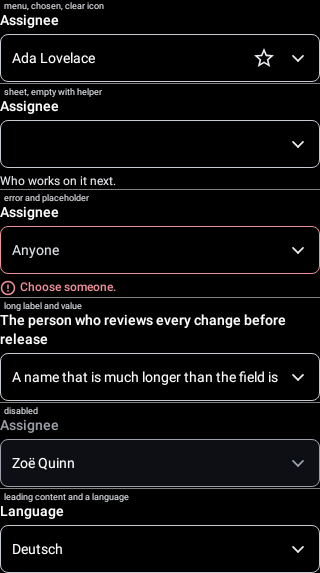 menu, chosen, clear icon
Assignee
Ada Lovelace
sheet, empty with helper
Assignee
Who works on it next.
error and placeholder
Assignee
Anyone
Choose someone.
long label and value
The person who reviews every change before
release
A name that is much longer than the field is
disabled
Assignee
Zoë Quinn
leading content and a language
Language
Deutsch